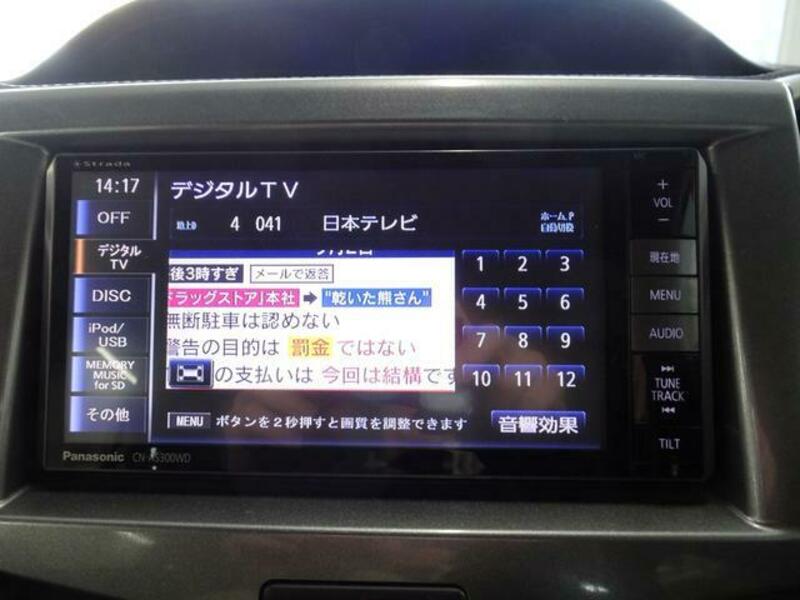 Strada
14:17
OFF
デジタル
TV
DISC
iPod/
USB
MEMORY
MUSIC
for SD
その他
デジタルTV
地上D 4 041 日本テレビ
ホーム.P
自動切換
後3時すぎ メールで返答
ドラッグストア」本社 ➡ "乾いた熊さん"
無断駐車は認めない
警告の目的は 罰金 ではない
の支払いは 今回は結構です
1 2 3
4 5 6
7 8 9
10 11 12
MENU ボタンを2秒押すと画質を調整できます
音響効果
+
VOL
−
現在地
MENU
AUDIO
TUNE
TRACK
TILT
Panasonic CN-AS300WD